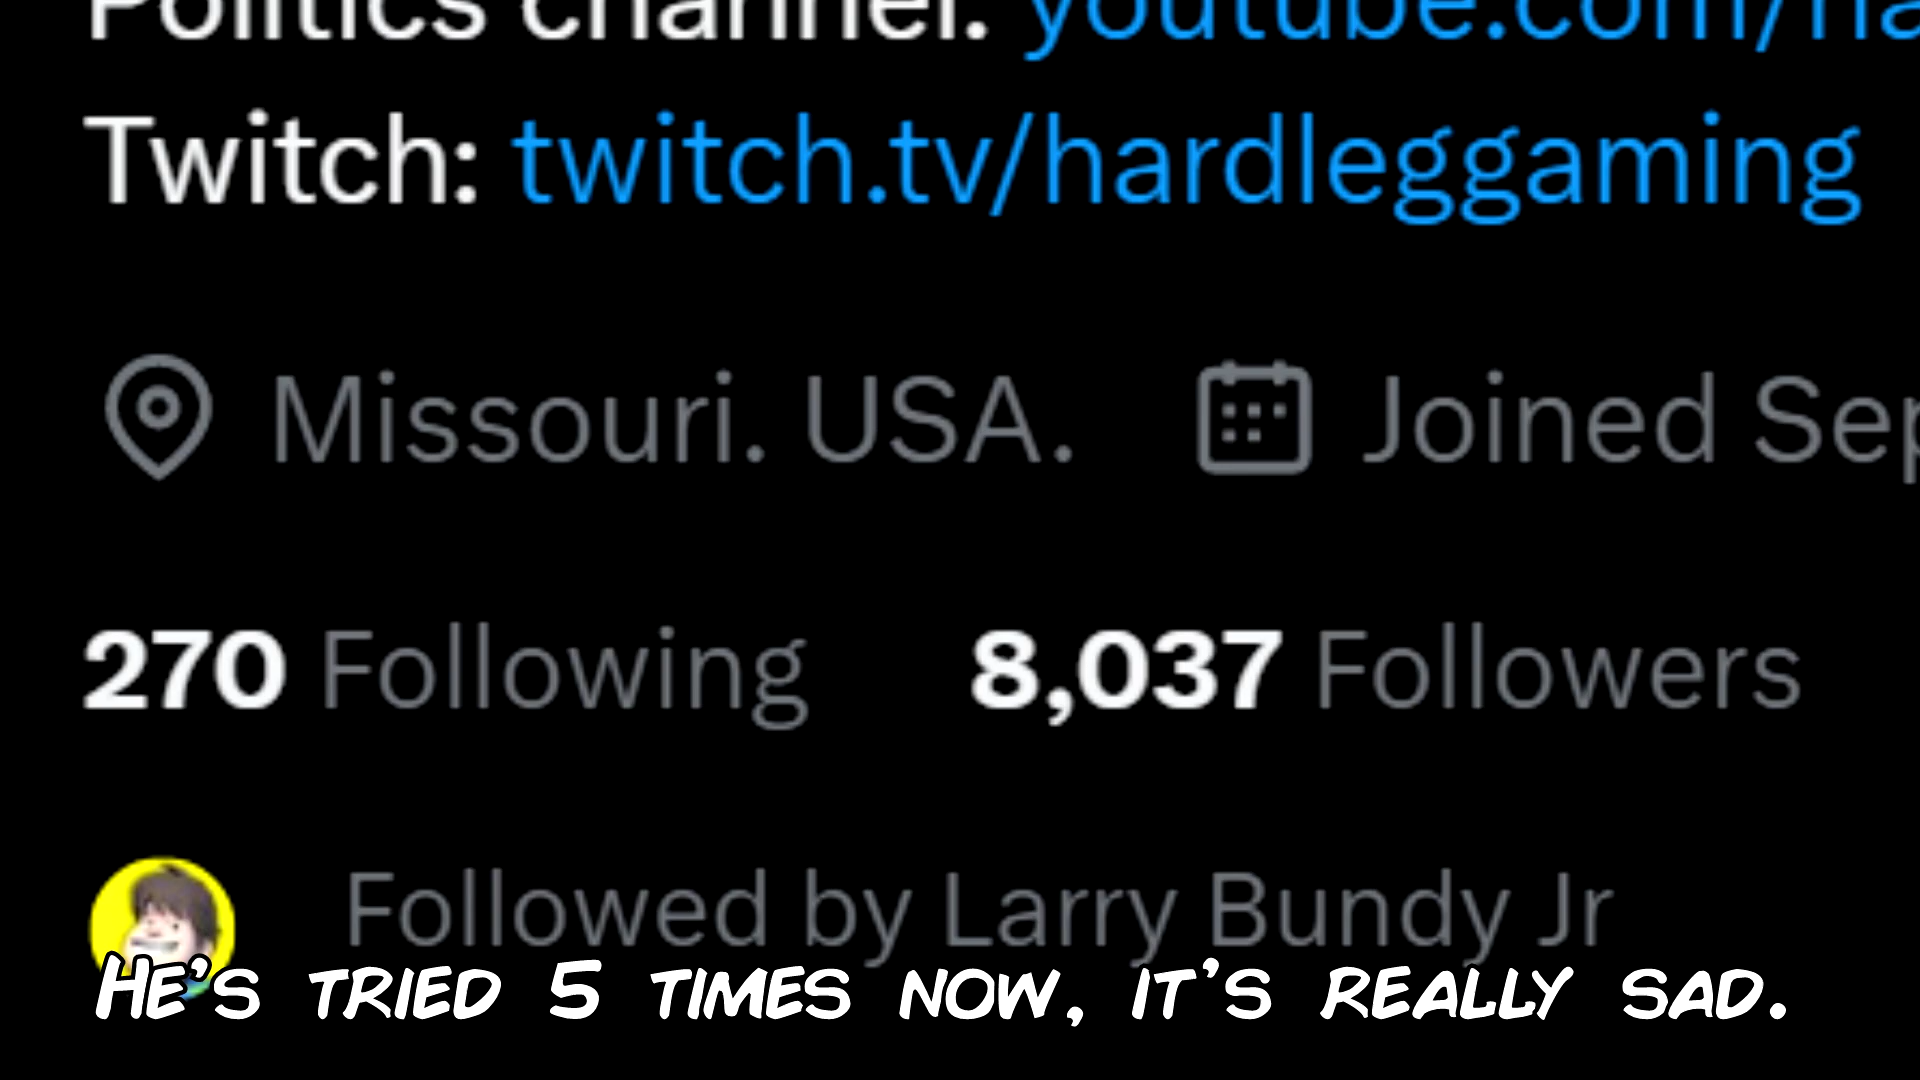 Politics channel: youtube.com/ha
Twitch: twitch.tv/hardleggaming
Missouri. USA. Joined Sep
270 Following 8,037 Followers
Followed by Larry Bundy Jr
HE'S TRIED 5 TIMES NOW, IT'S REALLY SAD.